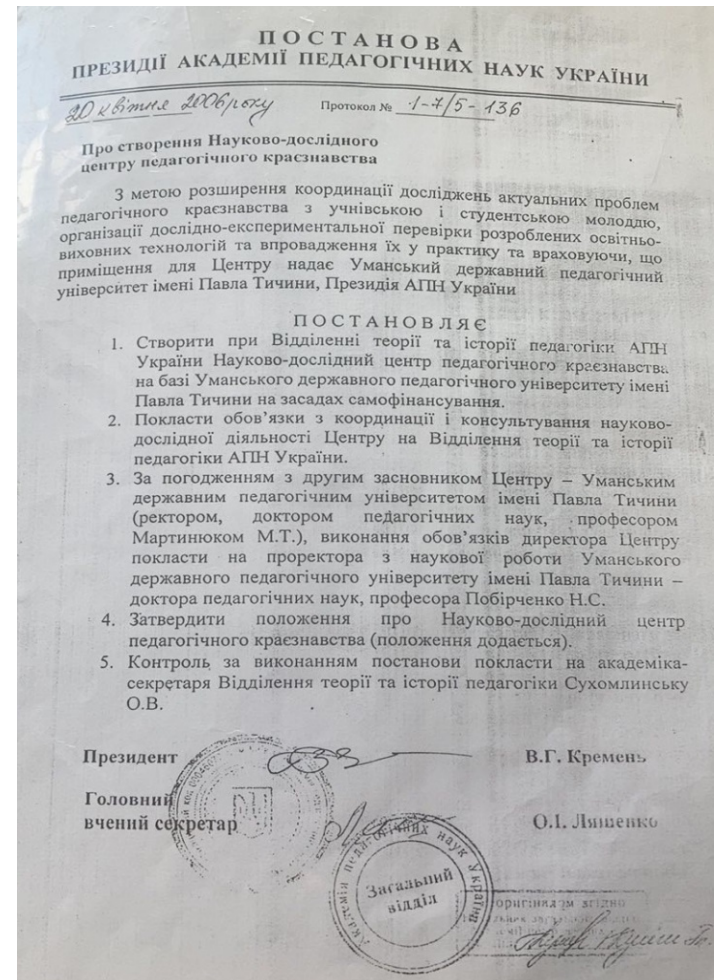 ПОСТАНОВА
ПРЕЗИДІЇ АКАДЕМІЇ ПЕДАГОГІЧНИХ НАУК УКРАЇНИ
20 квітня 2006 року Протокол № 1-7/5-136
Про створення Науково-дослідного
центру педагогічного краєзнавства
З метою розширення координації досліджень актуальних проблем
педагогічного краєзнавства з учнівською і студентською молоддю,
організації дослідно-експериментальної перевірки розроблених освітньо-
виховних технологій та впровадження їх у практику та враховуючи, що
приміщення для Центру надає Уманський державний педагогічний
університет імені Павла Тичини, Президія АПН України
ПОСТАНОВЛЯЄ
1. Створити при Відділенні теорії та історії педагогіки АПН
України Науково-дослідний центр педагогічного краєзнавства
на базі Уманського державного педагогічного університету імені
Павла Тичини на засадах самофінансування.
2. Покласти обов’язки з координації і консультування науково-
дослідної діяльності Центру на Відділення теорії та історії
педагогіки АПН України.
3. За погодженням з другим засновником Центру – Уманським
державним педагогічним університетом імені Павла Тичини
(ректором, доктором педагогічних наук, професором
Мартинюком М.Т.), виконання обов’язків директора Центру
покласти на проректора з наукової роботи Уманського
державного педагогічного університету імені Павла Тичини –
доктора педагогічних наук, професора Побірченко Н.С.
4. Затвердити положення про Науково-дослідний центр
педагогічного краєзнавства (положення додається).
5. Контроль за виконанням постанови покласти на академіка-
секретаря Відділення теорії та історії педагогіки Сухомлинську
О.В.
Президент В.Г. Кремень
Головний
вчений секретар О.І. Ляшенко
Академія педагогічних наук України
Загальний
відділ
згідно